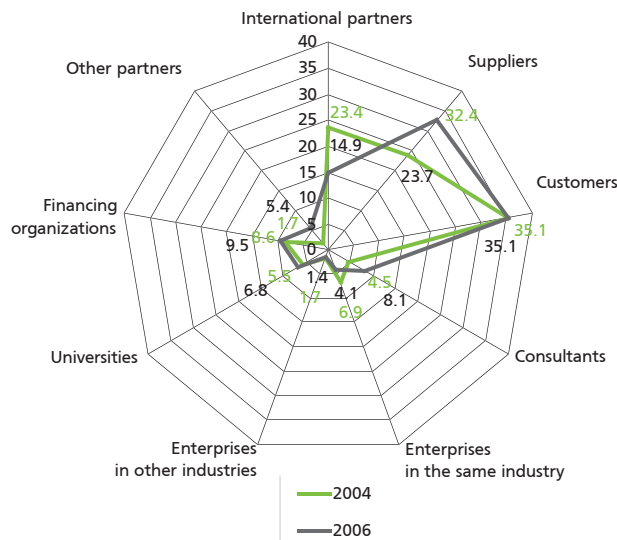 International partners
40
Other partners
Suppliers
35
30
25
23.4
32.4
20
14.9
15
23.7
Customers
10
5.4
Financing
organizations
1.7
5
8.6
9.5
0
35.1
35.1
5.5
1.4
4.5
6.8
1.7
4.1
8.1
6.9
Universities
Consultants
Enterprises
in other industries
Enterprises
in the same industry
2004
2006